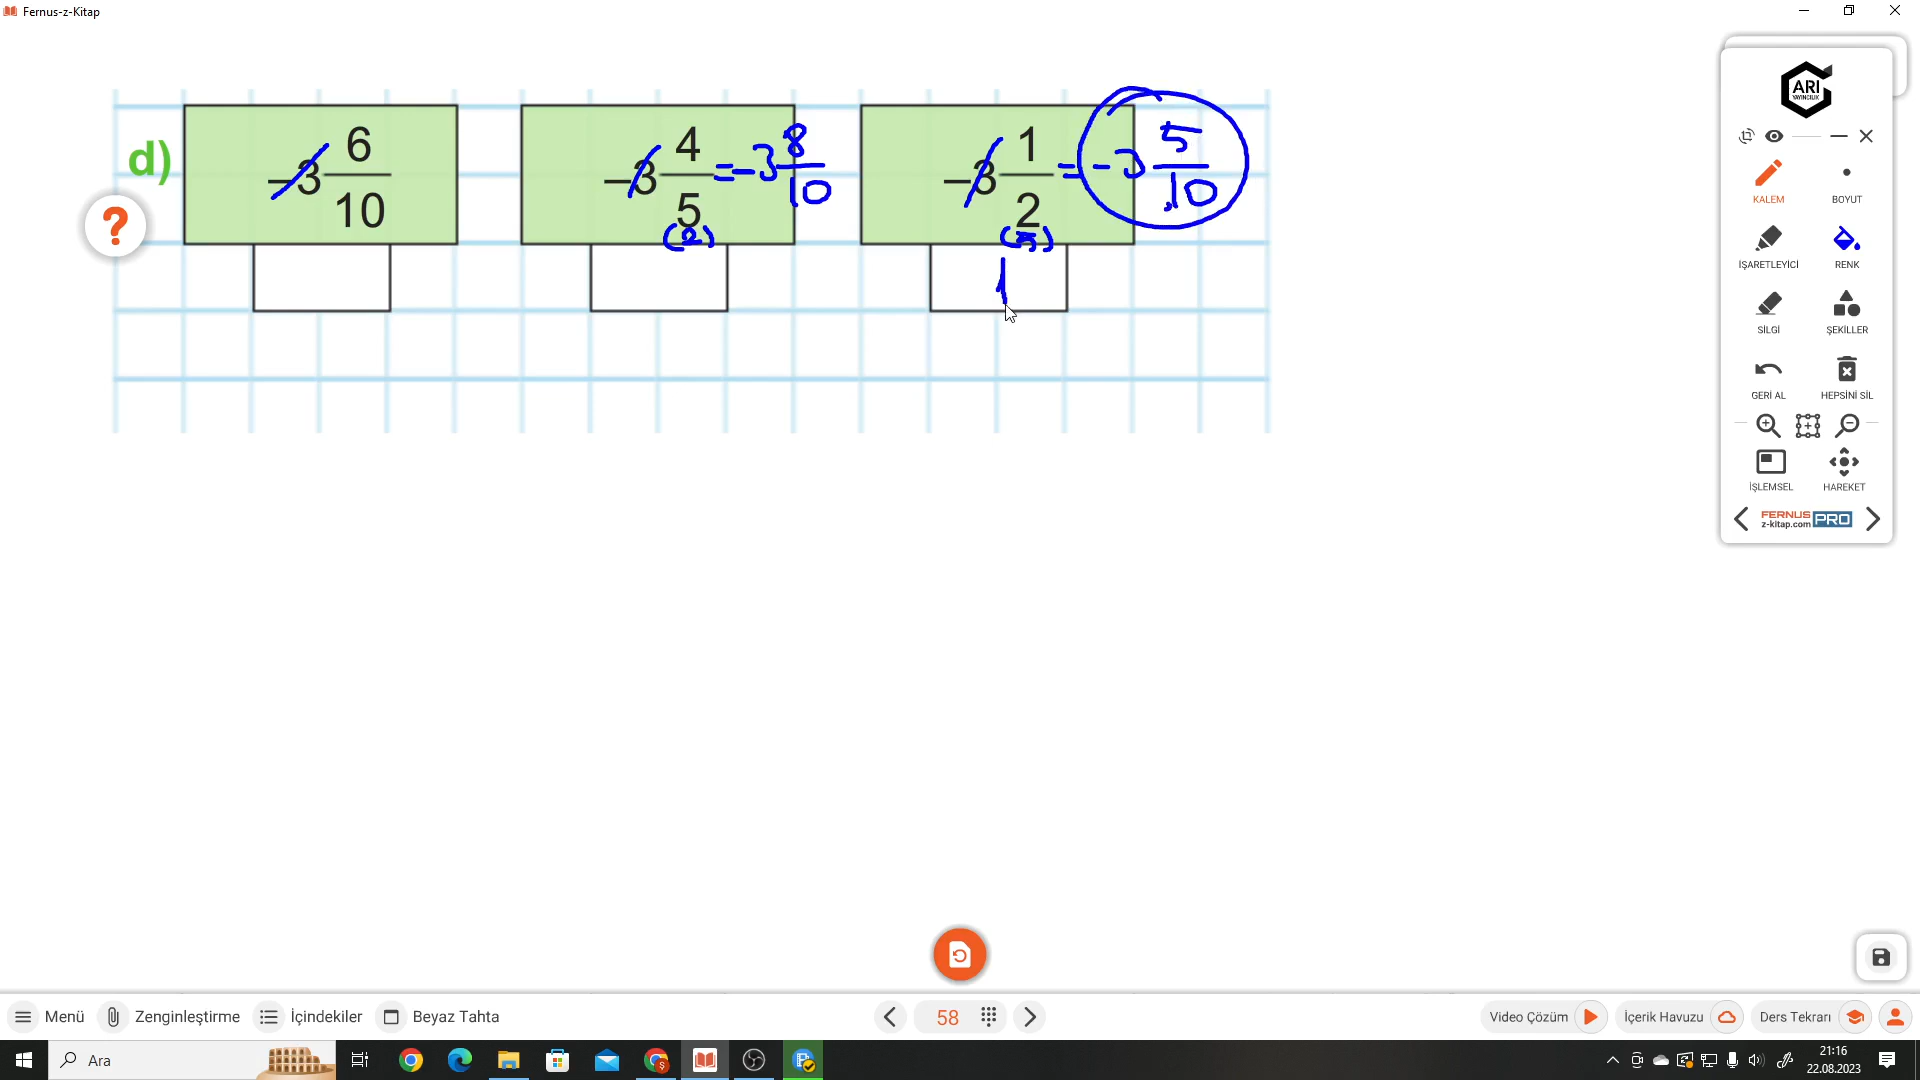 Fernus-z-Kitap
d)
-3 6/10
-3 4/5 = -3 8/10
(2)
-3 1/2 = -3 5/10
(5)
1
?
ARI
YAYINCILIK
KALEM
BOYUT
İŞARETLEYİCİ
RENK
SİLGİ
ŞEKİLLER
GERİ AL
HEPSİNİ SİL
İŞLEMSEL
HAREKET
FERNUS
z-kitap.com PRO
Menü
Zenginleştirme
İçindekiler
Beyaz Tahta
58
Video Çözüm
İçerik Havuzu
Ders Tekrarı
Ara
21:16
22.08.2023